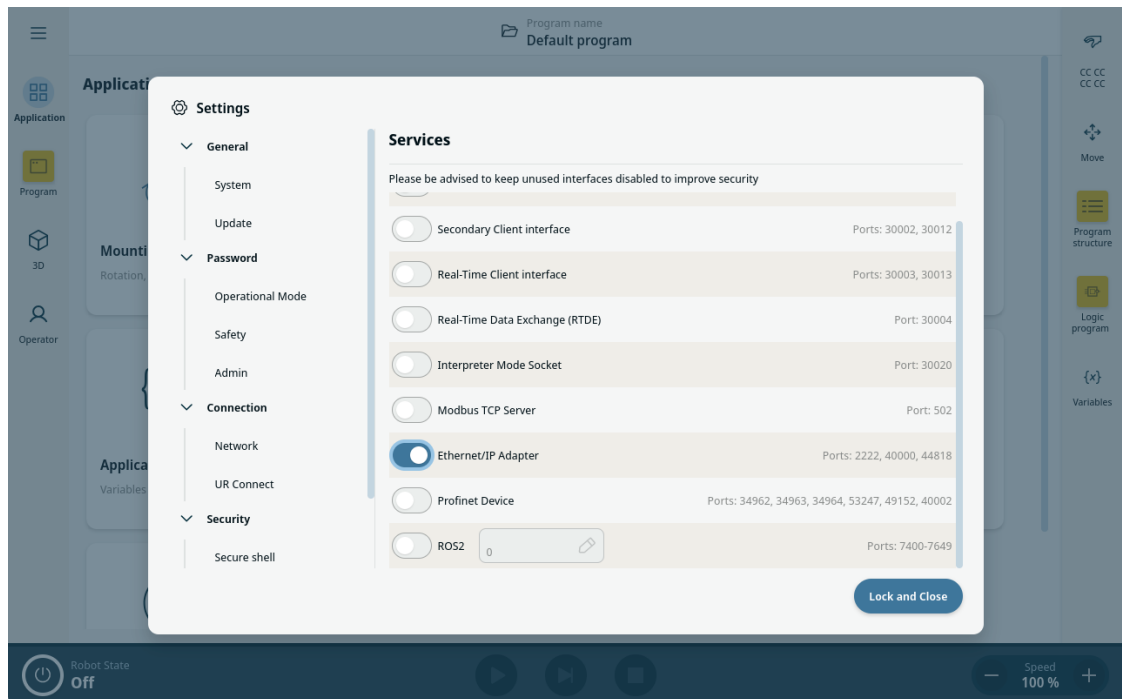 Program name
Default program
Applicati
Application
Program
3D
Operator
Mounti
Rotation,
Applica
Variables
Settings
General
System
Update
Password
Operational Mode
Safety
Admin
Connection
Network
UR Connect
Security
Secure shell
Services
Please be advised to keep unused interfaces disabled to improve security
Secondary Client interface Ports: 30002, 30012
Real-Time Client interface Ports: 30003, 30013
Real-Time Data Exchange (RTDE) Port: 30004
Interpreter Mode Socket Port: 30020
Modbus TCP Server Port: 502
Ethernet/IP Adapter Ports: 2222, 40000, 44818
Profinet Device Ports: 34962, 34963, 34964, 53247, 49152, 40002
ROS2 0 Ports: 7400-7649
Lock and Close
CC CC
CC CC
Move
Program
structure
Logic
program
{x}
Variables
Robot State
Off
Speed
100 %